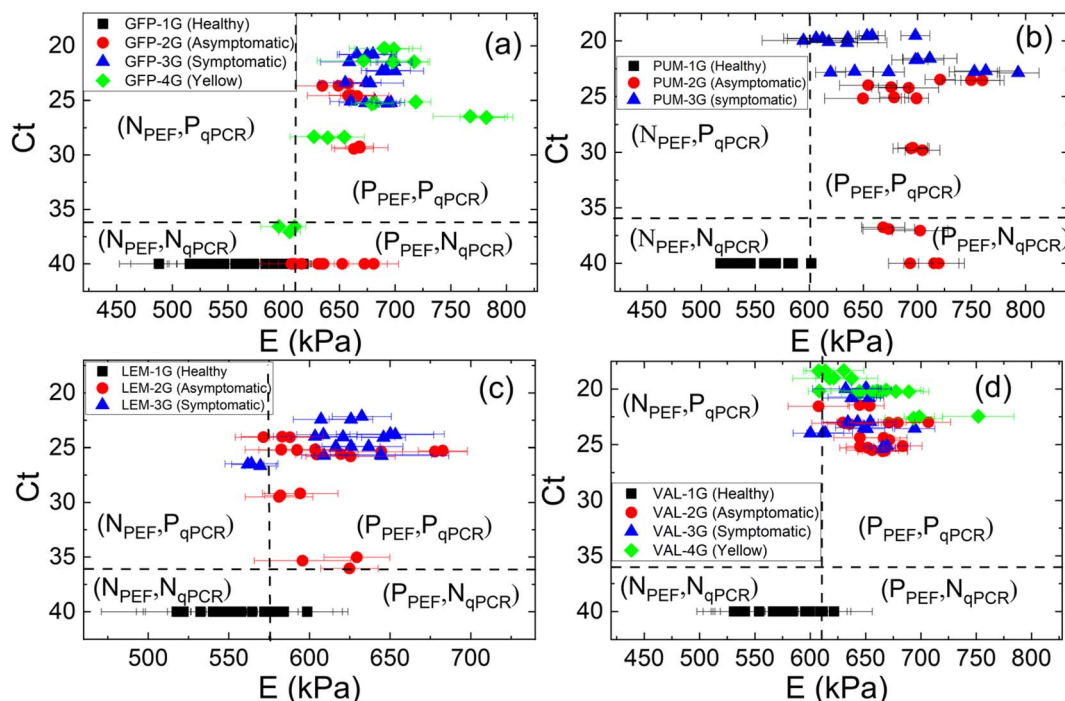 GFP-1G (Healthy)
GFP-2G (Asymptomatic)
GFP-3G (Symptomatic)
GFP-4G (Yellow)
(a)
20
25
30
35
40
Ct
(N_PEF,P_qPCR)
(P_PEF,P_qPCR)
(N_PEF,N_qPCR)
(P_PEF,N_qPCR)
450 500 550 600 650 700 750 800
E (kPa)
(b)
PUM-1G (Healthy)
PUM-2G (Asymptomatic)
PUM-3G (symptomatic)
20
25
30
35
40
Ct
(N_PEF,P_qPCR)
(P_PEF,P_qPCR)
(N_PEF,N_qPCR)
(P_PEF,N_qPCR)
450 500 550 600 650 700 750 800
E (kPa)
LEM-1G (Healthy
LEM-2G (Asymptomatic)
LEM-3G (Symptomatic)
(c)
20
25
30
35
40
Ct
(N_PEF,P_qPCR)
(P_PEF,P_qPCR)
(N_PEF,N_qPCR)
(P_PEF,N_qPCR)
500 550 600 650 700
E (kPa)
(d)
20
25
30
35
40
Ct
(N_PEF,P_qPCR)
VAL-1G (Healthy)
VAL-2G (Asymptomatic)
VAL-3G (Symptomatic)
VAL-4G (Yellow)
(P_PEF,P_qPCR)
(N_PEF,N_qPCR)
(P_PEF,N_qPCR)
450 500 550 600 650 700 750 800
E (kPa)